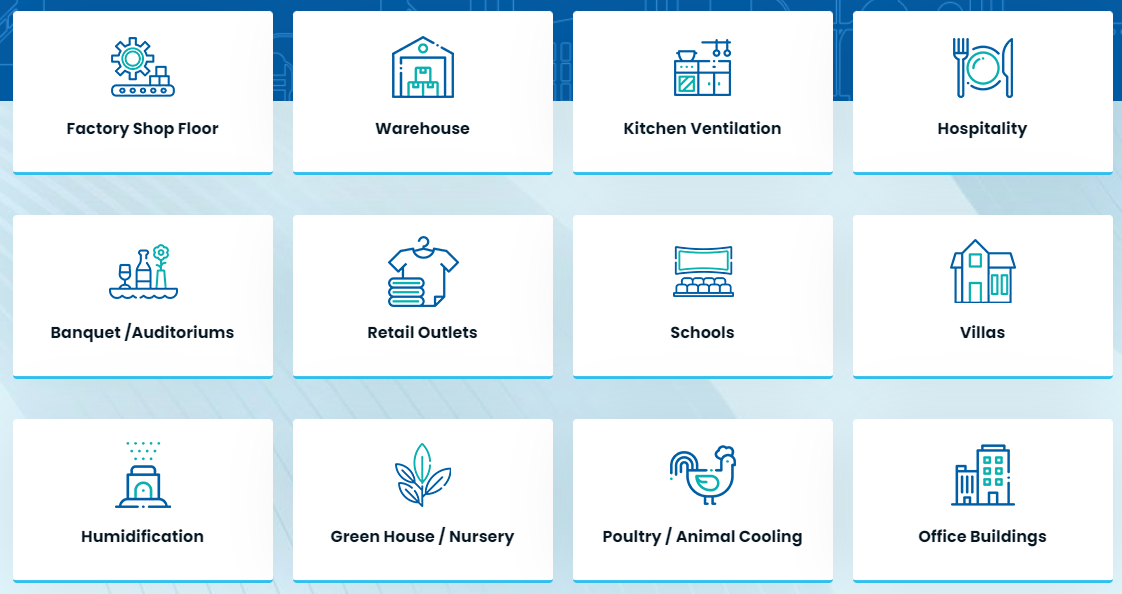 Factory Shop Floor
Warehouse
Kitchen Ventilation
Hospitality
Banquet /Auditoriums
Retail Outlets
Schools
Villas
Humidification
Green House / Nursery
Poultry / Animal Cooling
Office Buildings